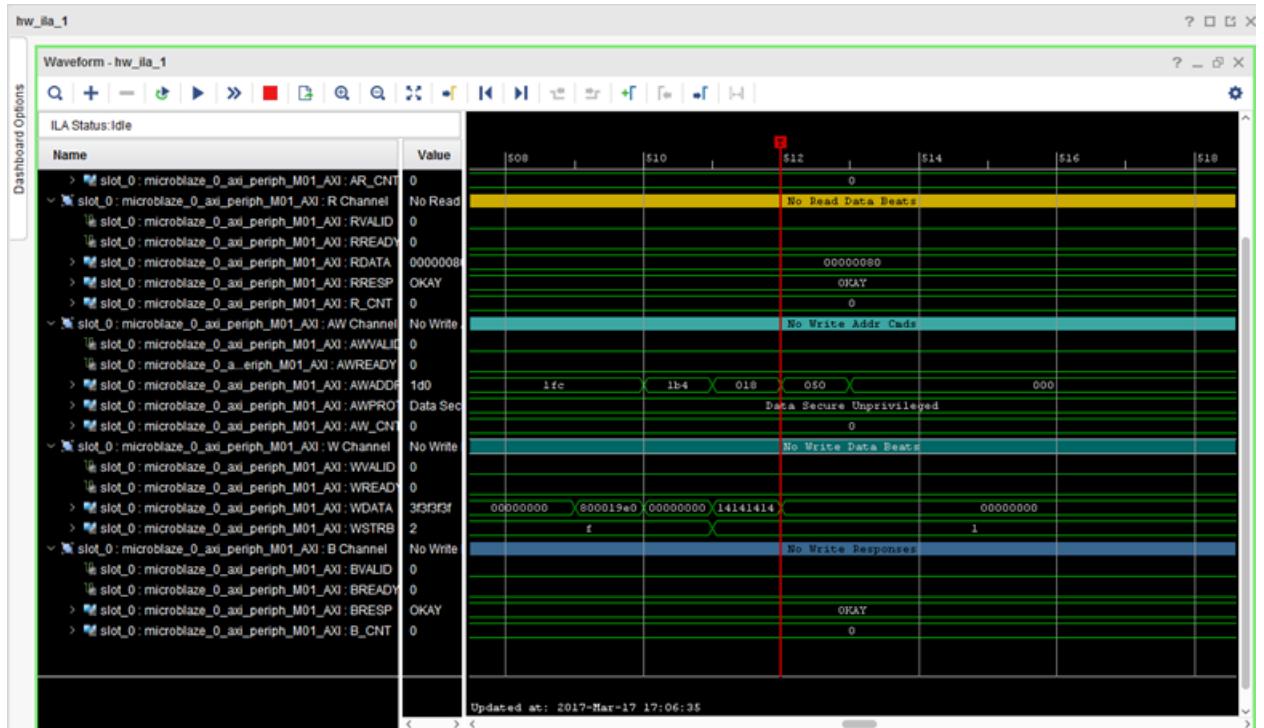 hw_ila_1
Dashboard Options
Waveform - hw_ila_1
ILA Status:Idle
Name Value 508 510 512 514 516 518
slot_0 : microblaze_0_axi_periph_M01_AXI : AR_CNT 0 0
slot_0 : microblaze_0_axi_periph_M01_AXI : R Channel No Read No Read Data Beats
slot_0 : microblaze_0_axi_periph_M01_AXI : RVALID 0
slot_0 : microblaze_0_axi_periph_M01_AXI : RREADY 0
slot_0 : microblaze_0_axi_periph_M01_AXI : RDATA 00000080 00000080
slot_0 : microblaze_0_axi_periph_M01_AXI : RRESP OKAY OKAY
slot_0 : microblaze_0_axi_periph_M01_AXI : R_CNT 0 0
slot_0 : microblaze_0_axi_periph_M01_AXI : AW Channel No Write No Write Addr Cmds
slot_0 : microblaze_0_axi_periph_M01_AXI : AWVALID 0
slot_0 : microblaze_0_a...eriph_M01_AXI : AWREADY 0
slot_0 : microblaze_0_axi_periph_M01_AXI : AWADDR 1d0 1fc 1b4 018 050 000
slot_0 : microblaze_0_axi_periph_M01_AXI : AWPROT Data Sec Data Secure Unprivileged
slot_0 : microblaze_0_axi_periph_M01_AXI : AW_CNT 0 0
slot_0 : microblaze_0_axi_periph_M01_AXI : W Channel No Write No Write Data Beats
slot_0 : microblaze_0_axi_periph_M01_AXI : WVALID 0
slot_0 : microblaze_0_axi_periph_M01_AXI : WREADY 0
slot_0 : microblaze_0_axi_periph_M01_AXI : WDATA 3f3f3f3f 00000000 800019e0 00000000 14141414 00000000
slot_0 : microblaze_0_axi_periph_M01_AXI : WSTRB 2 f 1
slot_0 : microblaze_0_axi_periph_M01_AXI : B Channel No Write No Write Responses
slot_0 : microblaze_0_axi_periph_M01_AXI : BVALID 0
slot_0 : microblaze_0_axi_periph_M01_AXI : BREADY 0
slot_0 : microblaze_0_axi_periph_M01_AXI : BRESP OKAY OKAY
slot_0 : microblaze_0_axi_periph_M01_AXI : B_CNT 0 0
Updated at: 2017-Mar-17 17:06:35